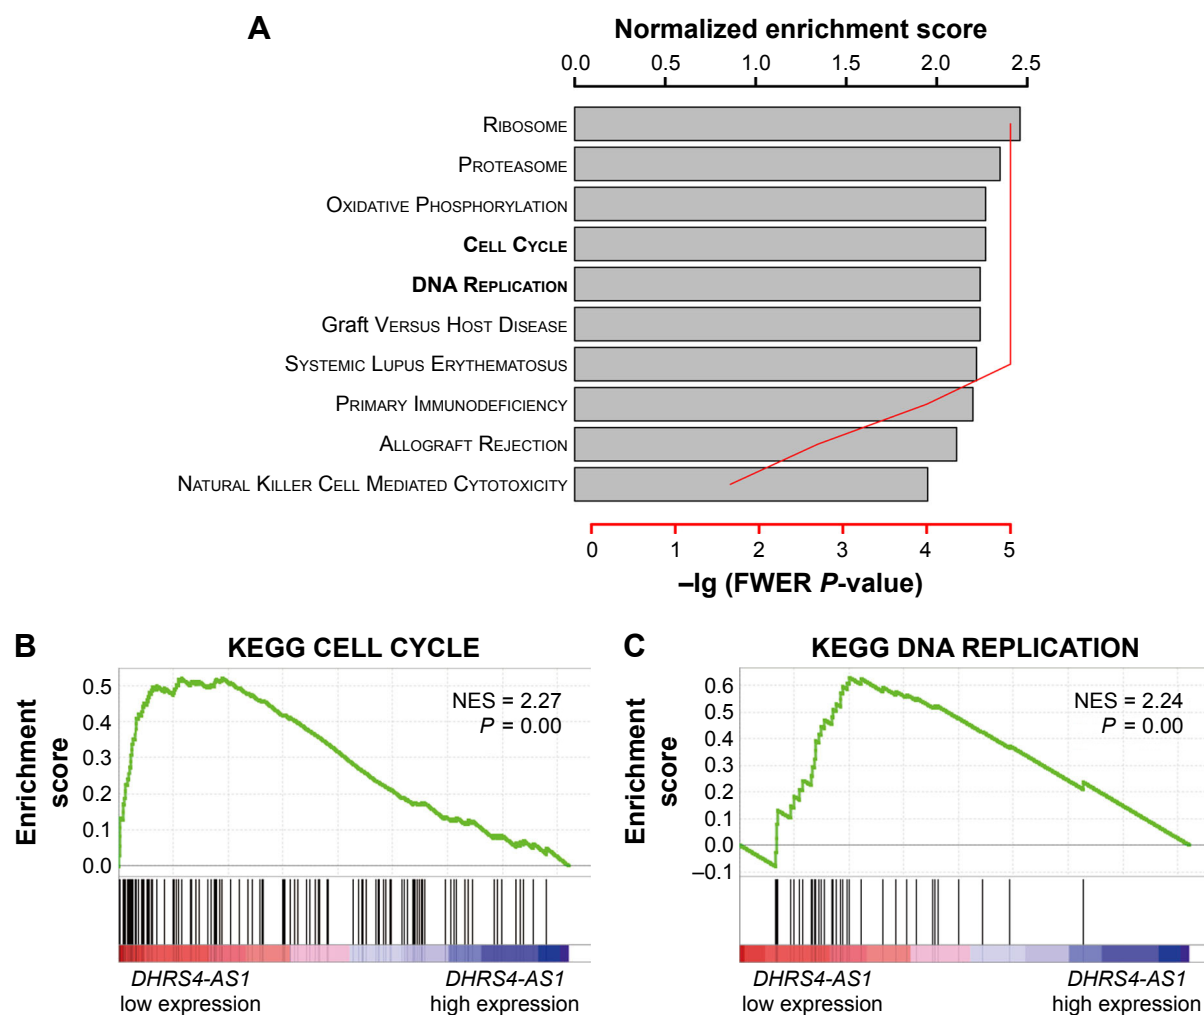 A
Normalized enrichment score
0.0 0.5 1.0 1.5 2.0 2.5
RIBOSOME
PROTEASOME
OXIDATIVE PHOSPHORYLATION
CELL CYCLE
DNA REPLICATION
Graft VERSUS HOST DISEASE
SYSTEMIC LUPUS ERYTHEMATOSUS
PRIMARY IMMUNODEFICIENCY
ALLOGRAFT REJECTION
NATURAL KILLER CELL MEDIATED CYTOTOXICITY
0 1 2 3 4 5
–lg (FWER P-value)
B
KEGG CELL CYCLE
Enrichment
score
0.5
0.4
0.3
0.2
0.1
0.0
NES = 2.27
P = 0.00
DHRS4-AS1
low expression
DHRS4-AS1
high expression
C
KEGG DNA REPLICATION
Enrichment
score
0.6
0.5
0.4
0.3
0.2
0.1
0.0
–0.1
NES = 2.24
P = 0.00
DHRS4-AS1
low expression
DHRS4-AS1
high expression